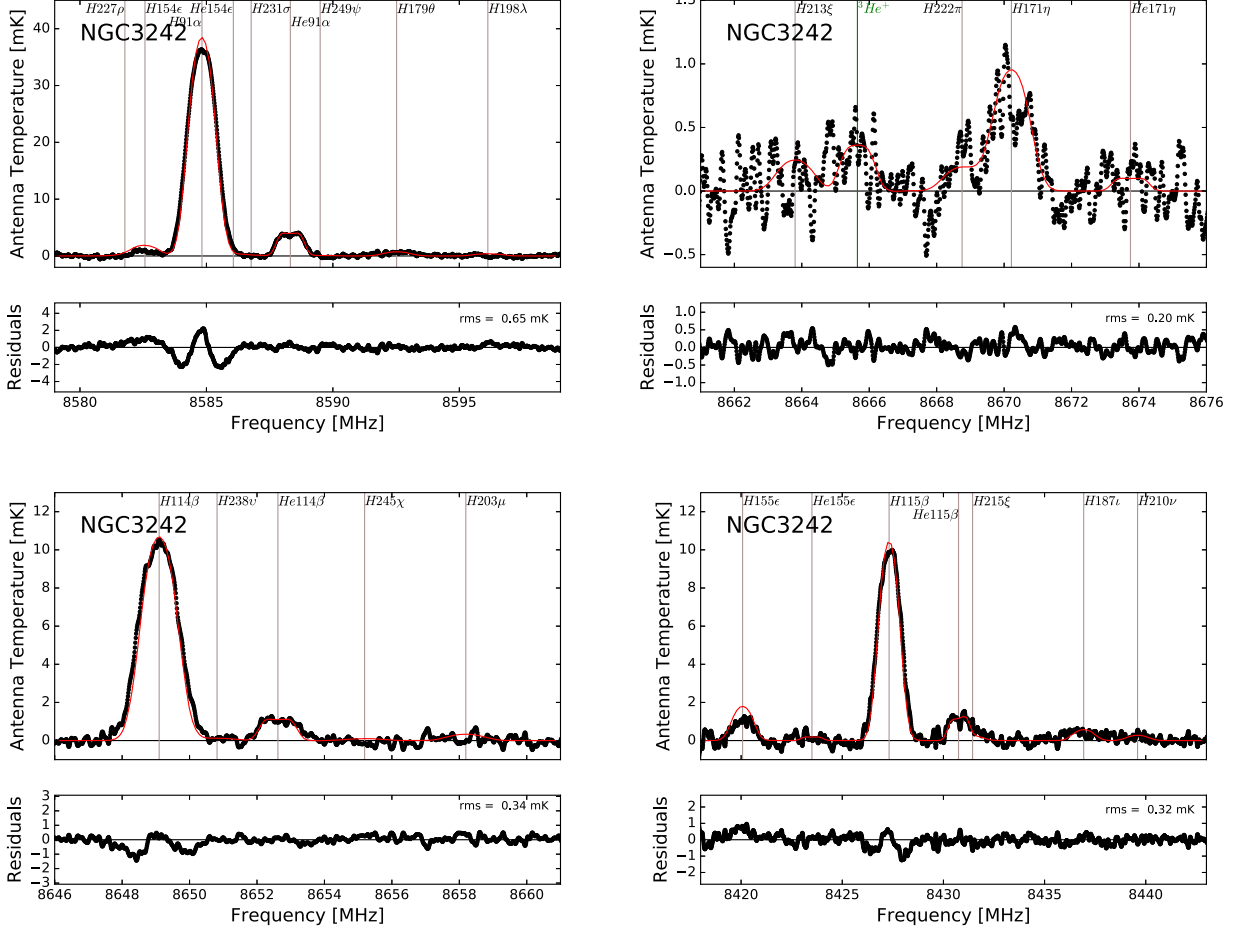 H227ρ H154ϵ He154ϵ H231σ H249ψ H179θ H198λ
H91α He91α
NGC3242
Antenna Temperature [mK]
40
30
20
10
0
rms = 0.65 mK
Residuals
4
2
0
−2
−4
8580 8585 8590 8595
Frequency [MHz]
H213ξ ³He⁺ H222π H171η He171η
NGC3242
Antenna Temperature [mK]
1.5
1.0
0.5
0.0
−0.5
rms = 0.20 mK
Residuals
1.0
0.5
0.0
−0.5
−1.0
8662 8664 8666 8668 8670 8672 8674 8676
Frequency [MHz]
H114β H238υ He114β H245χ H203μ
NGC3242
Antenna Temperature [mK]
12
10
8
6
4
2
0
rms = 0.34 mK
Residuals
3
2
1
0
−1
−2
−3
8646 8648 8650 8652 8654 8656 8658 8660
Frequency [MHz]
H155ϵ He155ϵ H115β H215ξ H187ι H210ν
He115β
NGC3242
Antenna Temperature [mK]
12
10
8
6
4
2
0
rms = 0.32 mK
Residuals
2
1
0
−1
−2
8420 8425 8430 8435 8440
Frequency [MHz]